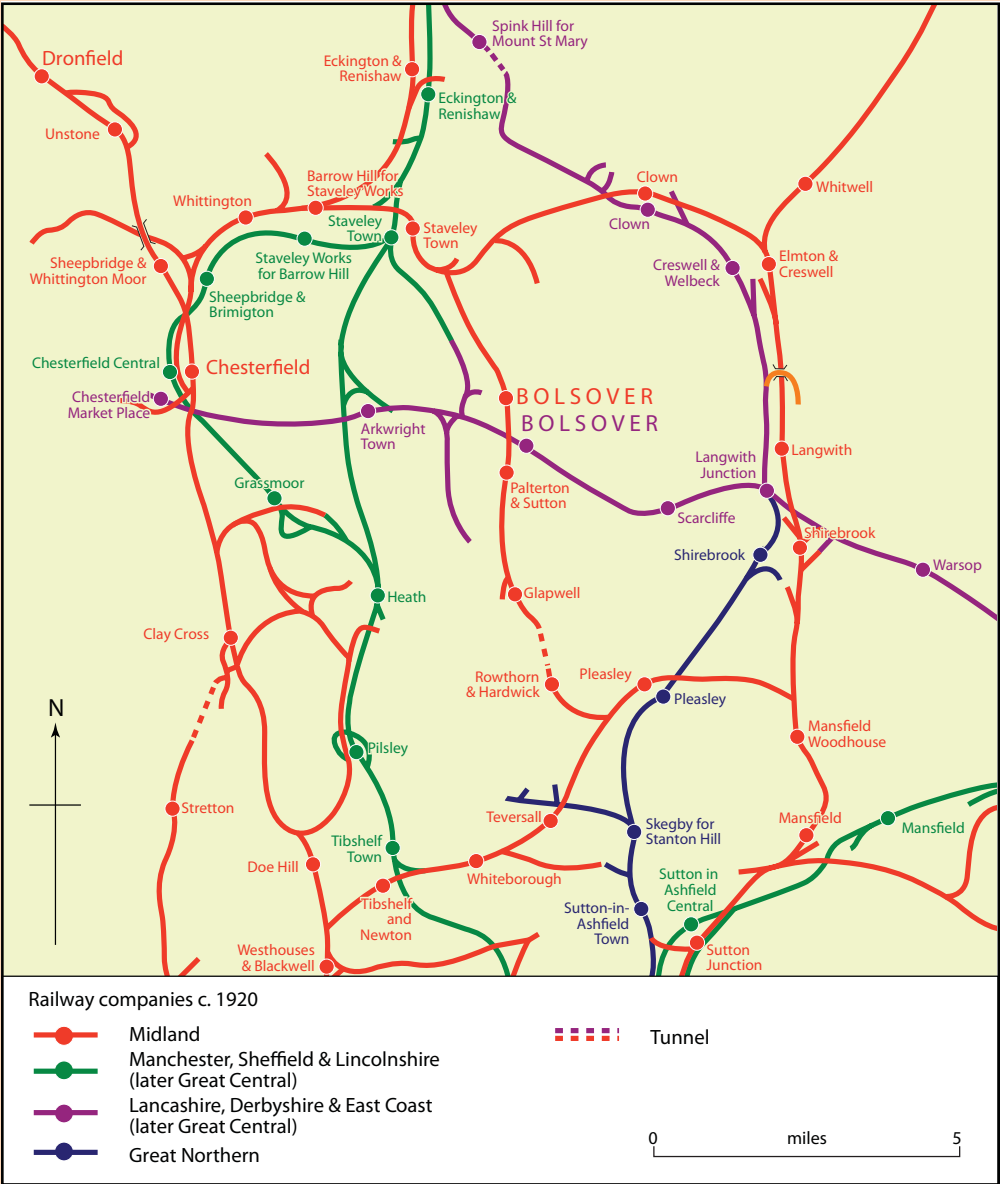 Spink Hill for
Mount St Mary
Dronfield
Eckington &
Renishaw
Eckington &
Renishaw
Unstone
Barrow Hill for
Staveley Works
Clown
Whitwell
Whittington
Staveley
Town
Staveley
Town
Clown
Sheepbridge &
Whittington Moor
Staveley Works
for Barrow Hill
Creswell &
Welbeck
Elmton &
Creswell
Sheepbridge &
Brimington
Chesterfield Central
Chesterfield
Chesterfield
Market Place
BOLSOVER
BOLSOVER
Arkwright
Town
Langwith
Junction
Langwith
Grassmoor
Palterton
& Sutton
Scarcliffe
Shirebrook
Shirebrook
Warsop
Heath
Glapwell
Clay Cross
Rowthorn
& Hardwick
Pleasley
Pleasley
N
Mansfield
Woodhouse
Pilsley
Stretton
Teversall
Skegby for
Stanton Hill
Mansfield
Mansfield
Tibshelf
Town
Doe Hill
Whiteborough
Sutton in
Ashfield
Central
Tibshelf
and
Newton
Sutton-in-
Ashfield
Town
Westhouses
& Blackwell
Sutton
Junction
Railway companies c. 1920
Midland
Manchester, Sheffield & Lincolnshire
(later Great Central)
Lancashire, Derbyshire & East Coast
(later Great Central)
Great Northern
Tunnel
0 miles 5